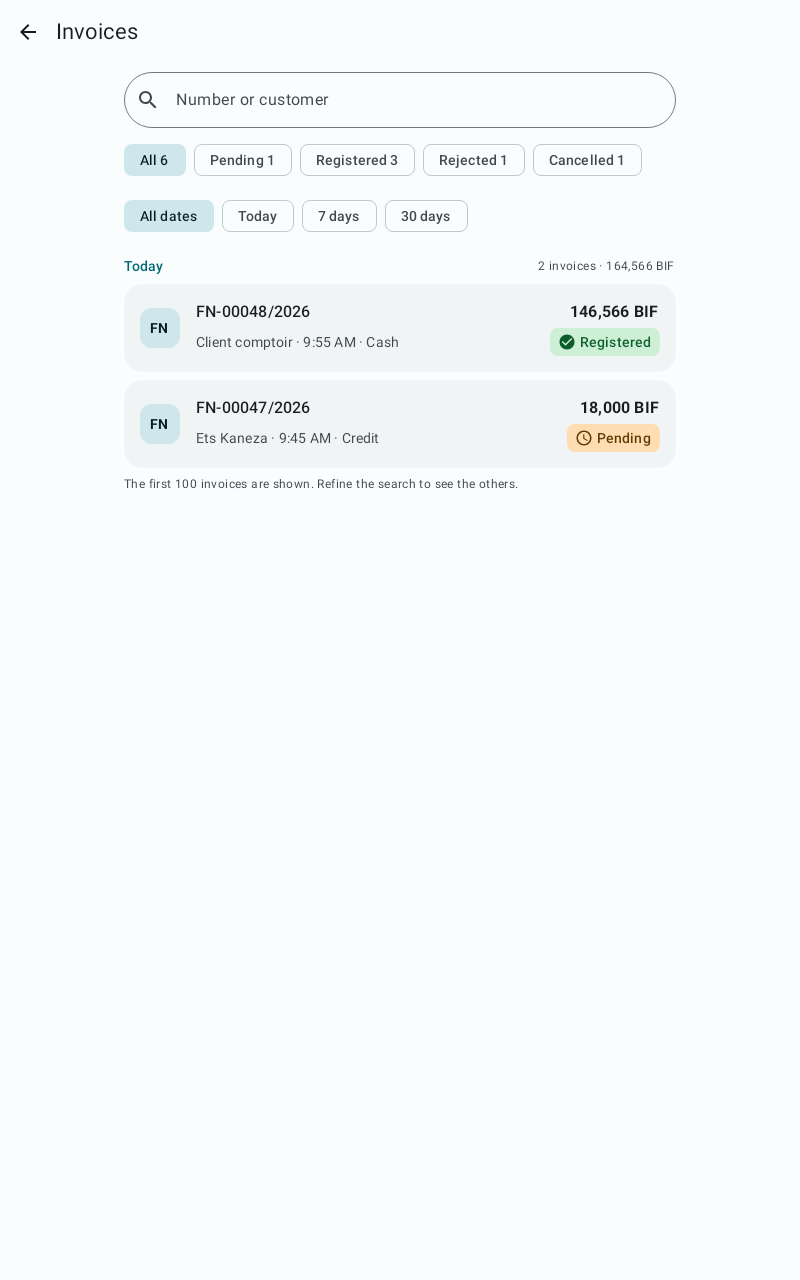 Invoices
Number or customer
All 6
Pending 1
Registered 3
Rejected 1
Cancelled 1
All dates
Today
7 days
30 days
Today
2 invoices · 164,566 BIF
FN
FN-00048/2026
146,566 BIF
Client comptoir · 9:55 AM · Cash
Registered
FN
FN-00047/2026
18,000 BIF
Ets Kaneza · 9:45 AM · Credit
Pending
The first 100 invoices are shown. Refine the search to see the others.